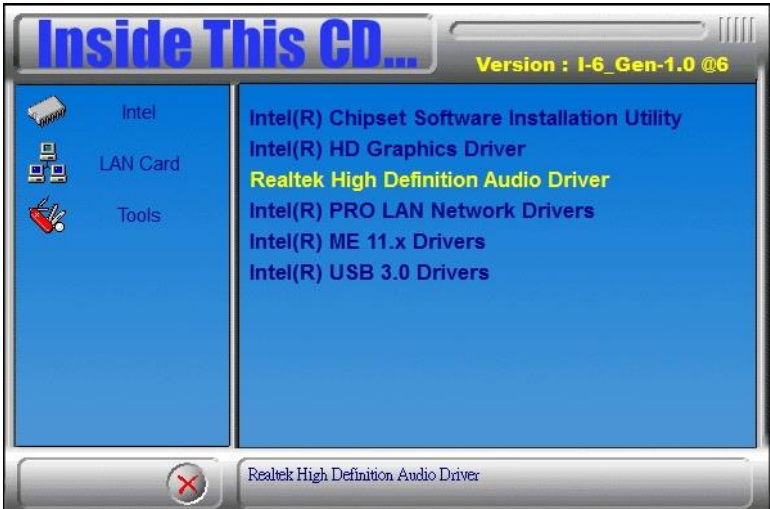 Inside This CD...
Version : I-6_Gen-1.0 @6
Intel
LAN Card
Tools
Intel(R) Chipset Software Installation Utility
Intel(R) HD Graphics Driver
Realtek High Definition Audio Driver
Intel(R) PRO LAN Network Drivers
Intel(R) ME 11.x Drivers
Intel(R) USB 3.0 Drivers
Realtek High Definition Audio Driver